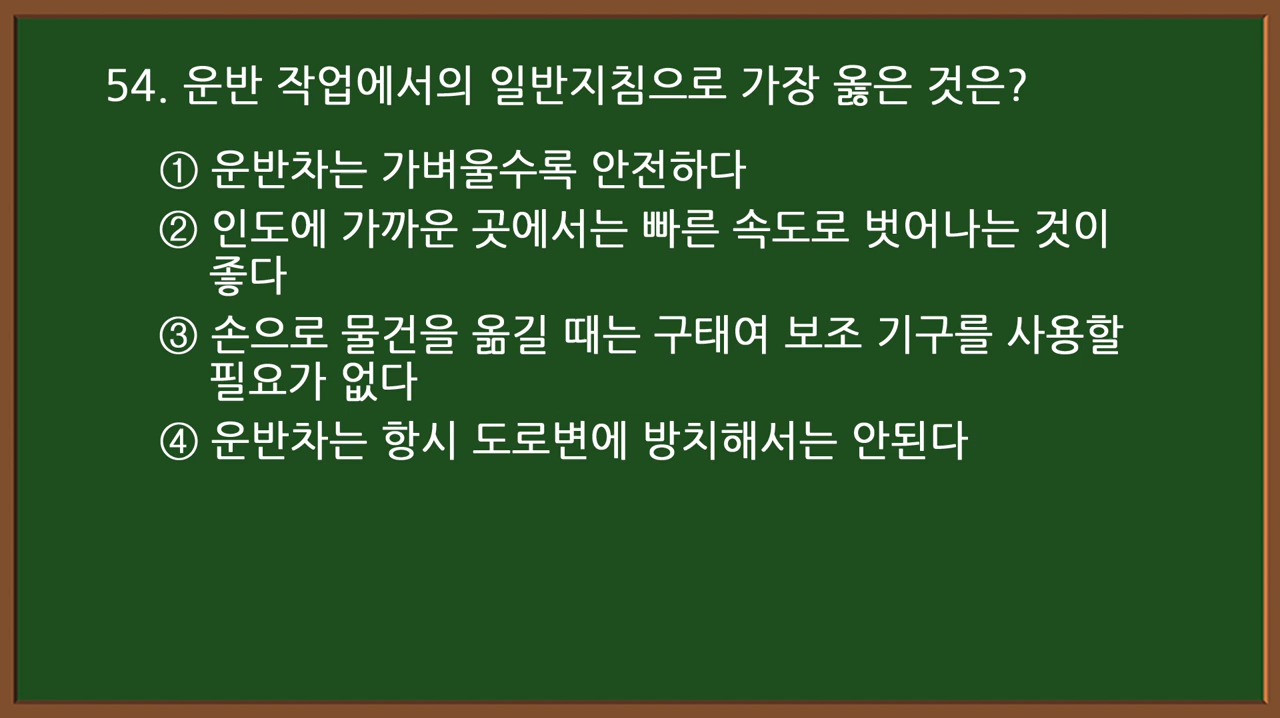 54. 운반 작업에서의 일반지침으로 가장 옳은 것은?
① 운반차는 가벼울수록 안전하다
② 인도에 가까운 곳에서는 빠른 속도로 벗어나는 것이
좋다
③ 손으로 물건을 옮길 때는 구태여 보조 기구를 사용할
필요가 없다
④ 운반차는 항시 도로변에 방치해서는 안된다